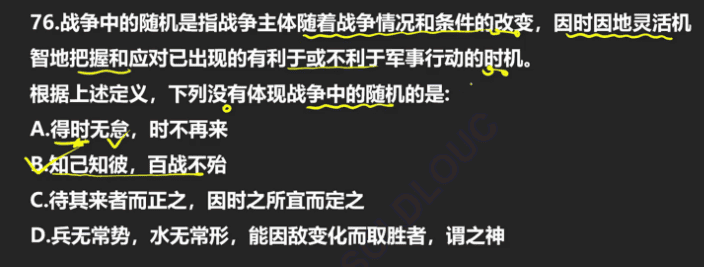 76.战争中的随机是指战争主体随着战争情况和条件的改变，因时因地灵活机
智地把握和应对已出现的有利于或不利于军事行动的时机。
根据上述定义，下列没有体现战争中的随机的是:
A.得时无怠，时不再来
B.知己知彼，百战不殆
C.待其来者而正之，因时之所宜而定之
D.兵无常势，水无常形，能因敌变化而取胜者，谓之神